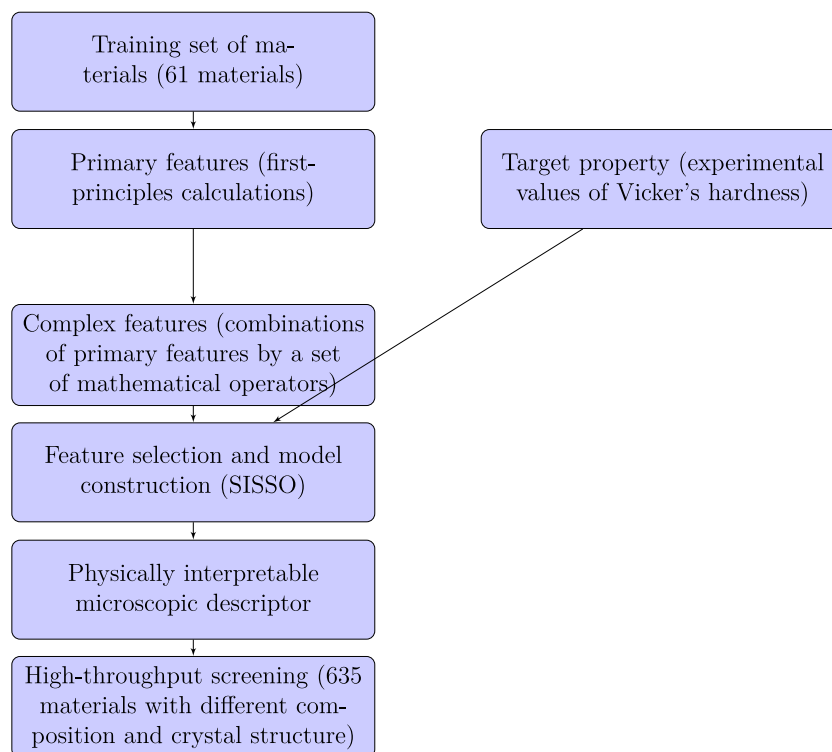 Training set of ma-
terials (61 materials)
Primary features (first-
principles calculations)
Target property (experimental
values of Vicker's hardness)
Complex features (combinations
of primary features by a set
of mathematical operators)
Feature selection and model
construction (SISSO)
Physically interpretable
microscopic descriptor
High-throughput screening (635
materials with different com-
position and crystal structure)